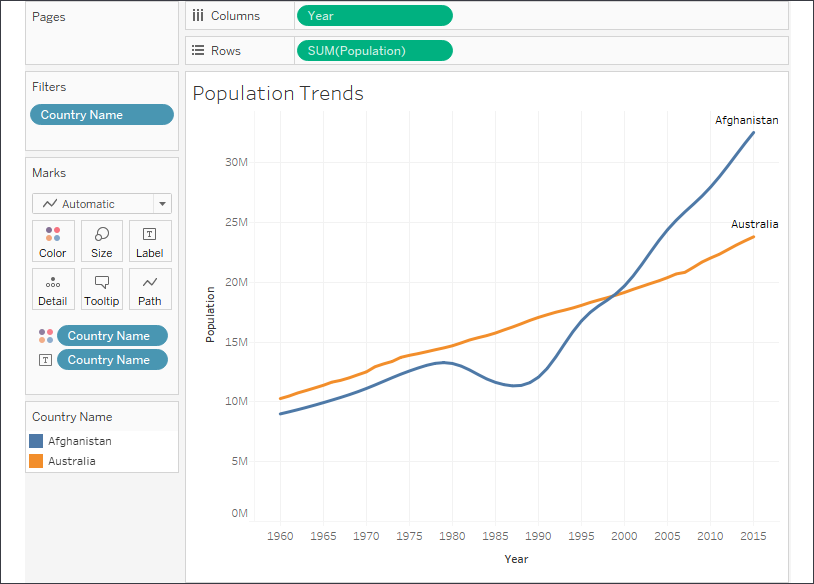 Pages
Columns
Year
Rows
SUM(Population)
Filters
Country Name
Marks
Automatic
Color
Size
T
Label
Detail
Tooltip
Path
Country Name
T
Country Name
Country Name
Afghanistan
Australia
Population Trends
Afghanistan
Australia
30M
25M
20M
15M
10M
5M
0M
Population
1960 1965 1970 1975 1980 1985 1990 1995 2000 2005 2010 2015
Year